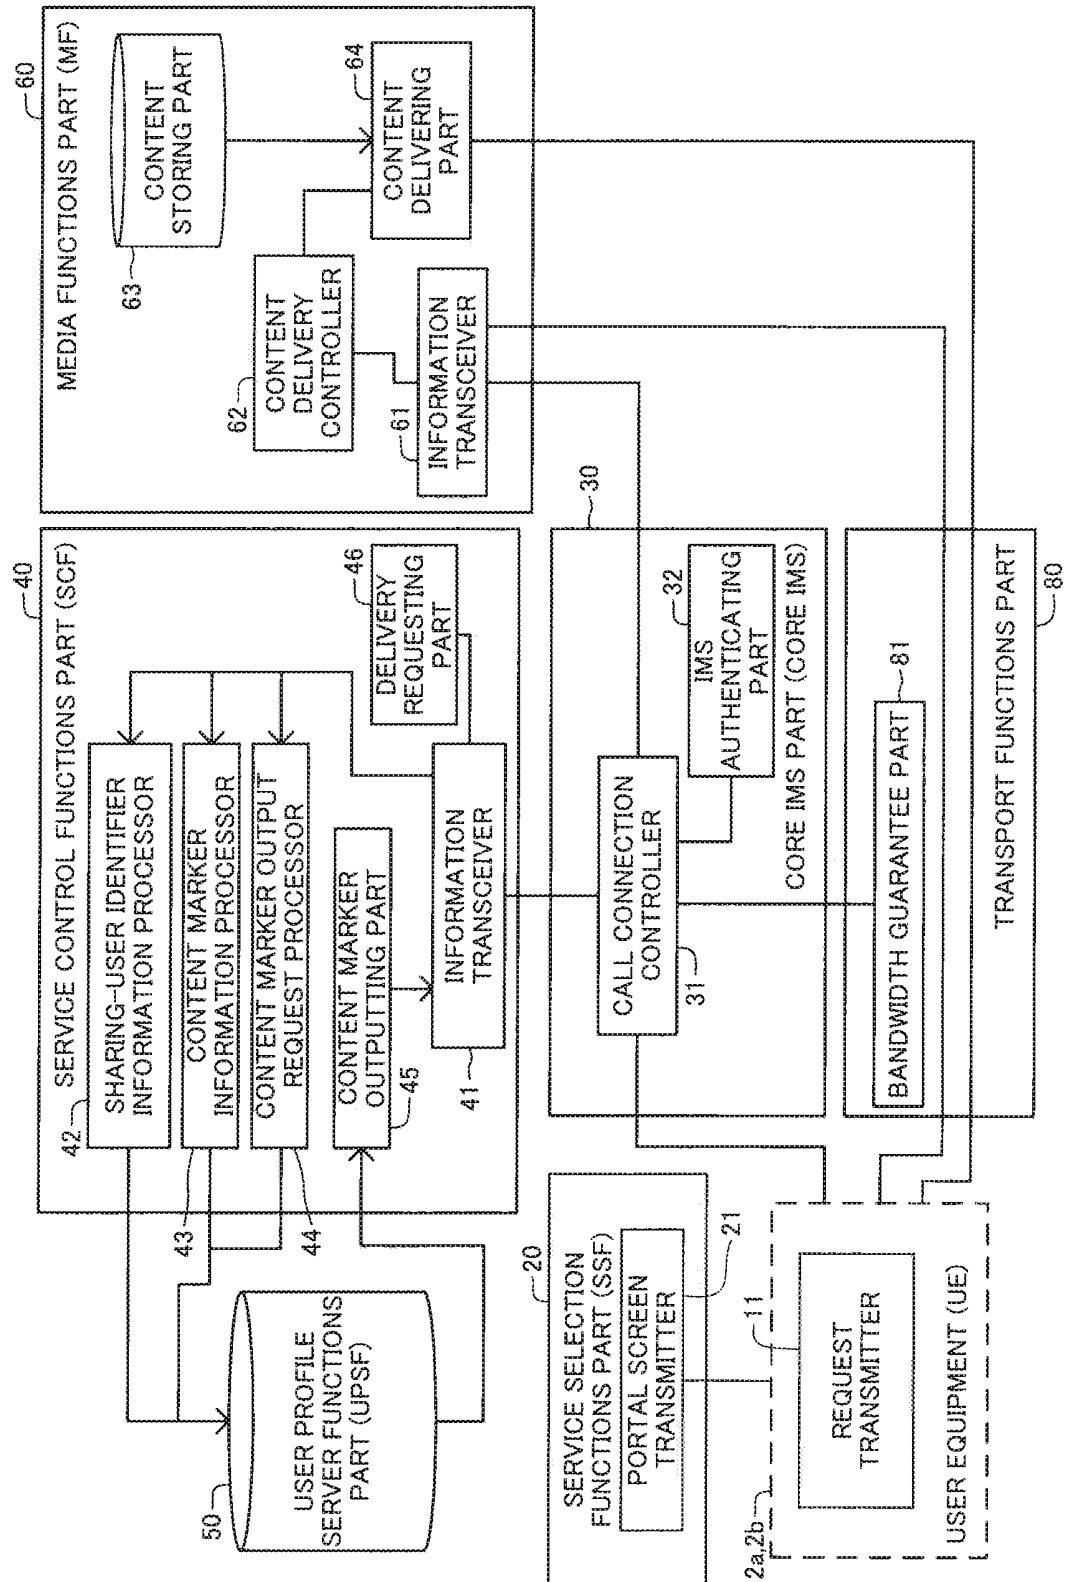 50
USER PROFILE
SERVER FUNCTIONS
PART (UPSF)
40
SERVICE CONTROL FUNCTIONS PART (SCF)
42
SHARING-USER IDENTIFIER
INFORMATION PROCESSOR
43
CONTENT MARKER
INFORMATION PROCESSOR
44
CONTENT MARKER OUTPUT
REQUEST PROCESSOR
45
CONTENT MARKER
OUTPUTTING PART
46
DELIVERY
REQUESTING
PART
41
INFORMATION
TRANSCEIVER
60
MEDIA FUNCTIONS PART (MF)
63
CONTENT
STORING PART
62
CONTENT
DELIVERY
CONTROLLER
64
CONTENT
DELIVERING
PART
61
INFORMATION
TRANSCEIVER
20
SERVICE SELECTION
FUNCTIONS PART (SSF)
PORTAL SCREEN
TRANSMITTER
21
30
CALL CONNECTION
CONTROLLER
31
32
IMS
AUTHENTICATING
PART
CORE IMS PART (CORE IMS)
2a,2b
11
REQUEST
TRANSMITTER
USER EQUIPMENT (UE)
BANDWIDTH GUARANTEE PART
81
TRANSPORT FUNCTIONS PART
80